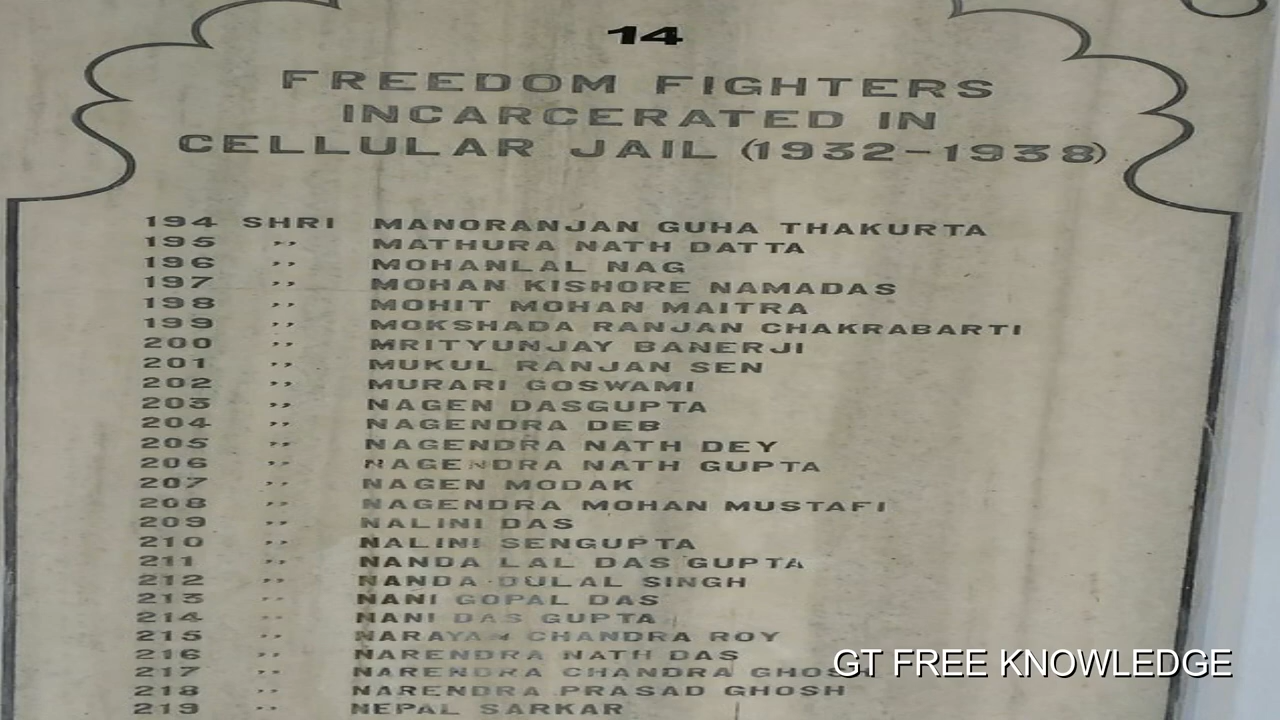 14
FREEDOM FIGHTERS
INCARCERATED IN
CELLULAR JAIL (1932-1938)
194 SHRI MANORANJAN GUHA THAKURTA
195 ,, MATHURA NATH DATTA
196 ,, MOHANLAL NAG
197 ,, MOHAN KISHORE NAMADAS
198 ,, MOHIT MOHAN MAITRA
199 ,, MOKSHADA RANJAN CHAKRABARTI
200 ,, MRITYUNJAY BANERJI
201 ,, MUKUL RANJAN SEN
202 ,, MURARI GOSWAMI
203 ,, NAGEN DASGUPTA
204 ,, NAGENDRA DEB
205 ,, NAGENDRA NATH DEY
206 ,, NAGENDRA NATH GUPTA
207 ,, NAGEN MODAK
208 ,, NAGENDRA MOHAN MUSTAFI
209 ,, NALINI DAS
210 ,, NALINI SENGUPTA
211 ,, NANDA LAL DAS GUPTA
212 ,, NANDA DULAL SINGH
213 ,, NANI GOPAL DAS
214 ,, NANI DAS GUPTA
215 ,, NARAYAN CHANDRA ROY
216 ,, NARENDRA NATH DAS
217 ,, NARENDRA CHANDRA GHOSH
218 ,, NARENDRA PRASAD GHOSH
219 ,, NEPAL SARKAR
GT FREE KNOWLEDGE